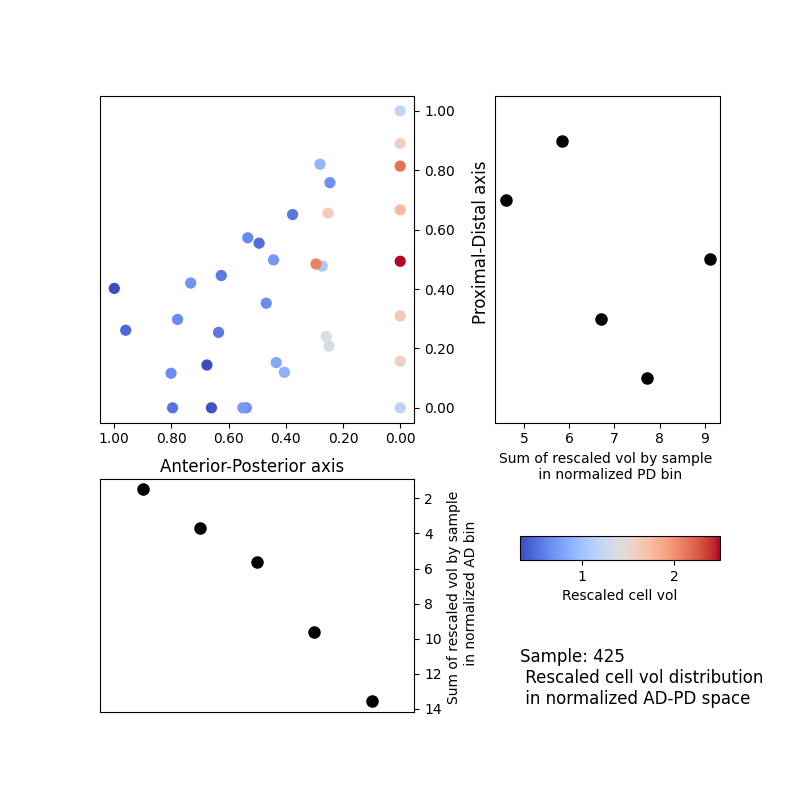 1.00
0.80
0.60
0.40
0.20
0.00
1.00 0.80 0.60 0.40 0.20 0.00
Anterior-Posterior axis
Proximal-Distal axis
5 6 7 8 9
Sum of rescaled vol by sample
in normalized PD bin
2
4
6
8
10
12
14
Sum of rescaled vol by sample
in normalized AD bin
1 2
Rescaled cell vol
Sample: 425
Rescaled cell vol distribution
in normalized AD-PD space